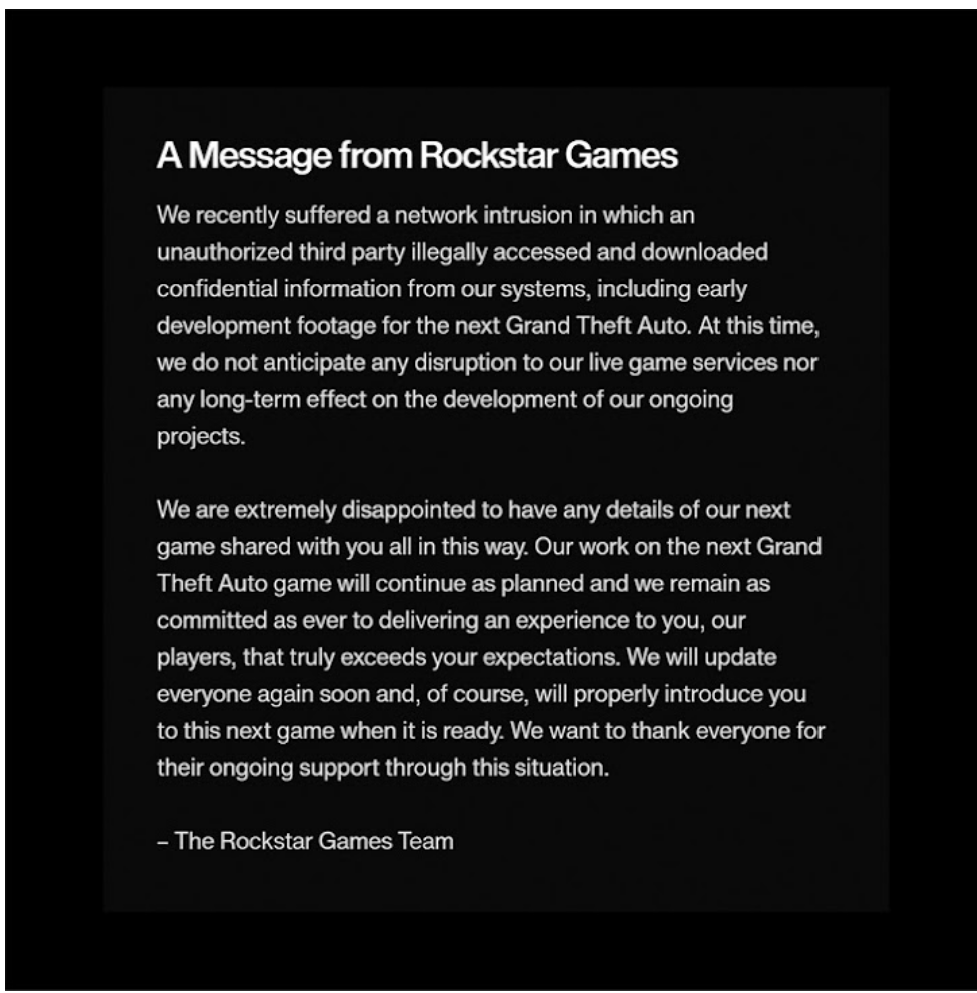 A Message from Rockstar Games
We recently suffered a network intrusion in which an
unauthorized third party illegally accessed and downloaded
confidential information from our systems, including early
development footage for the next Grand Theft Auto. At this time,
we do not anticipate any disruption to our live game services nor
any long-term effect on the development of our ongoing
projects.
We are extremely disappointed to have any details of our next
game shared with you all in this way. Our work on the next Grand
Theft Auto game will continue as planned and we remain as
committed as ever to delivering an experience to you, our
players, that truly exceeds your expectations. We will update
everyone again soon and, of course, will properly introduce you
to this next game when it is ready. We want to thank everyone for
their ongoing support through this situation.
– The Rockstar Games Team